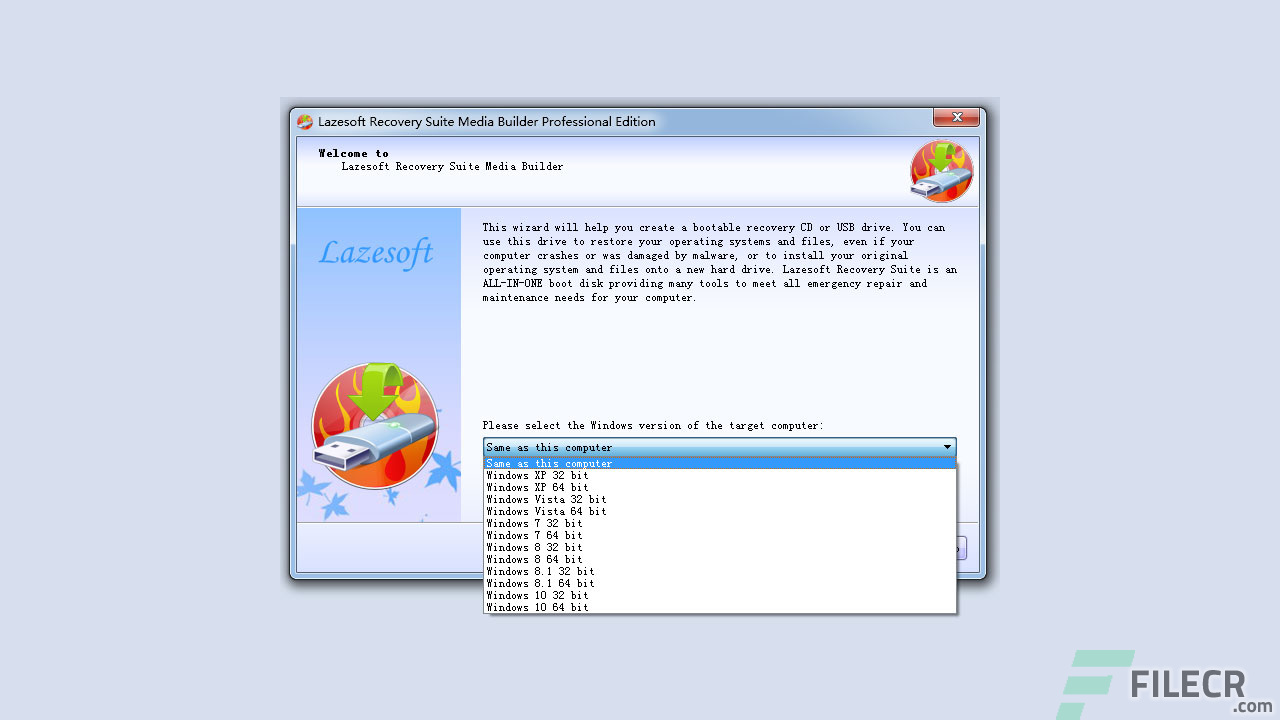 Lazesoft Recovery Suite Media Builder Professional Edition
Welcome to
Lazesoft Recovery Suite Media Builder
Lazesoft
This wizard will help you create a bootable recovery CD or USB drive. You can
use this drive to restore your operating systems and files, even if your
computer crashes or was damaged by malware, or to install your original
operating system and files onto a new hard drive. Lazesoft Recovery Suite is an
ALL-IN-ONE boot disk providing many tools to meet all emergency repair and
maintenance needs for your computer.
Please select the Windows version of the target computer:
Same as this computer
Same as this computer
Windows XP 32 bit
Windows XP 64 bit
Windows Vista 32 bit
Windows Vista 64 bit
Windows 7 32 bit
Windows 7 64 bit
Windows 8 32 bit
Windows 8 64 bit
Windows 8.1 32 bit
Windows 8.1 64 bit
Windows 10 32 bit
Windows 10 64 bit
FILECR
.com